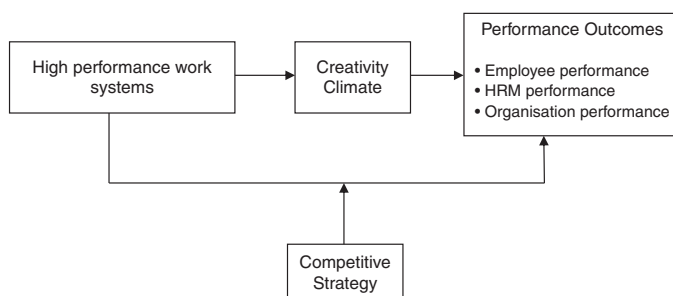 High performance work
systems
Creativity
Climate
Performance Outcomes
• Employee performance
• HRM performance
• Organisation performance
Competitive
Strategy